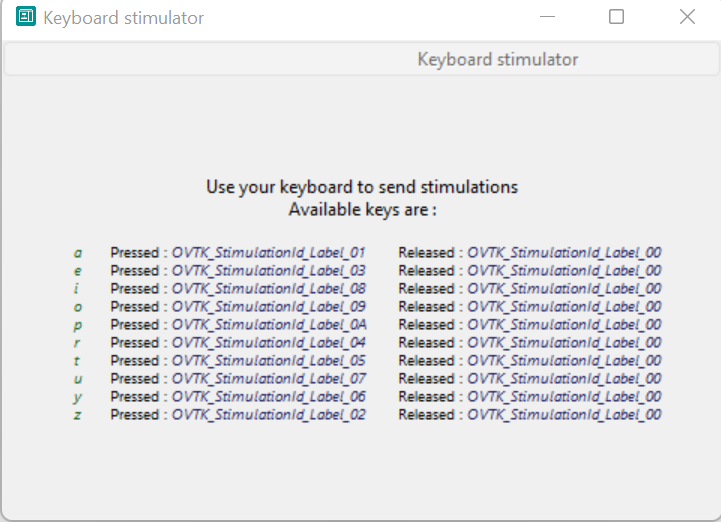 Keyboard stimulator
Keyboard stimulator
Use your keyboard to send stimulations
Available keys are :
a Pressed : OVTK_StimulationId_Label_01 Released : OVTK_StimulationId_Label_00
e Pressed : OVTK_StimulationId_Label_03 Released : OVTK_StimulationId_Label_00
i Pressed : OVTK_StimulationId_Label_08 Released : OVTK_StimulationId_Label_00
o Pressed : OVTK_StimulationId_Label_09 Released : OVTK_StimulationId_Label_00
p Pressed : OVTK_StimulationId_Label_0A Released : OVTK_StimulationId_Label_00
r Pressed : OVTK_StimulationId_Label_04 Released : OVTK_StimulationId_Label_00
t Pressed : OVTK_StimulationId_Label_05 Released : OVTK_StimulationId_Label_00
u Pressed : OVTK_StimulationId_Label_07 Released : OVTK_StimulationId_Label_00
y Pressed : OVTK_StimulationId_Label_06 Released : OVTK_StimulationId_Label_00
z Pressed : OVTK_StimulationId_Label_02 Released : OVTK_StimulationId_Label_00